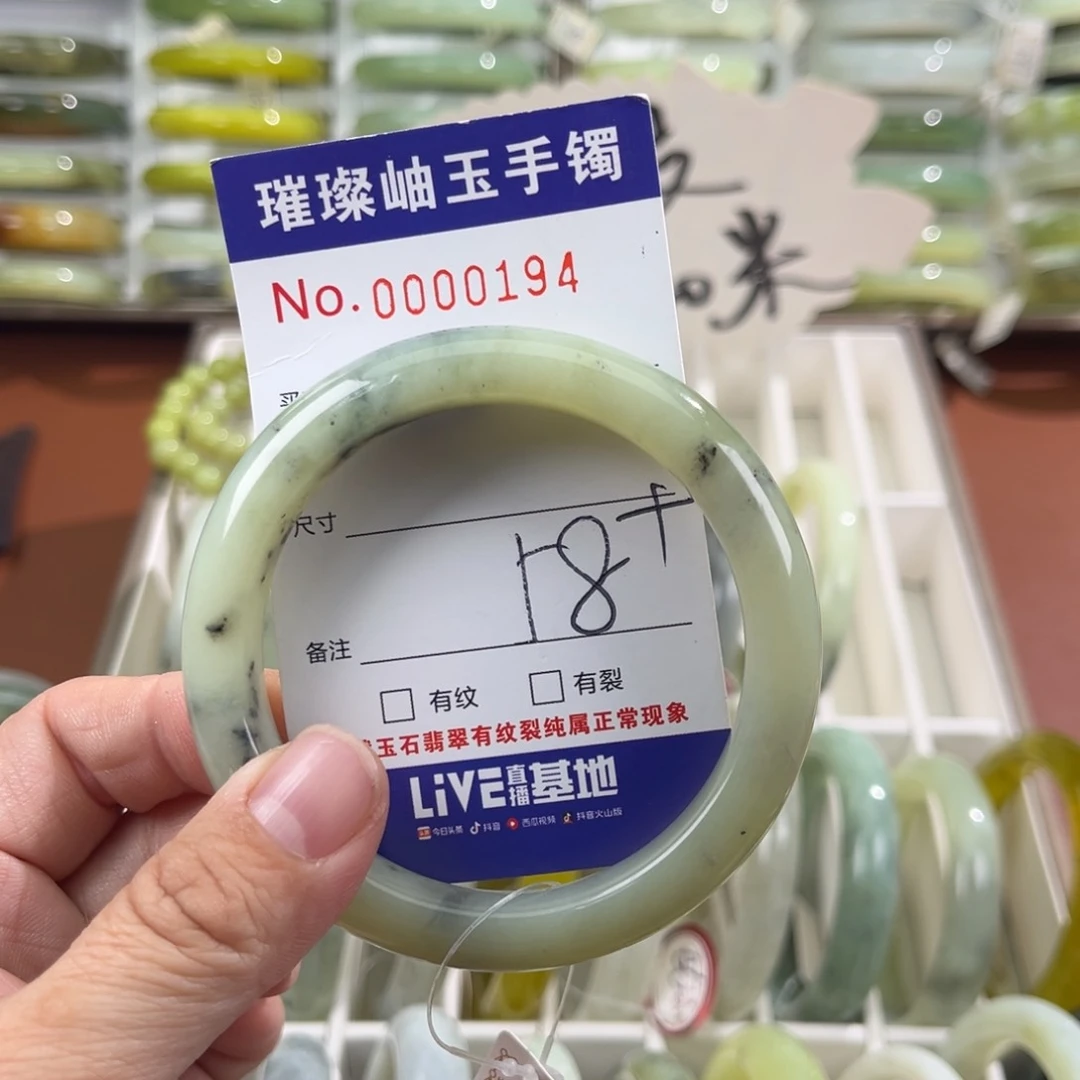 璀璨岫玉手镯
No. 0000194
尺寸
18
备注
有纹 有裂
玉石翡翠有纹裂纯属正常现象
LiVE直播基地
今日头条 抖音 西瓜视频 抖音火山版
米